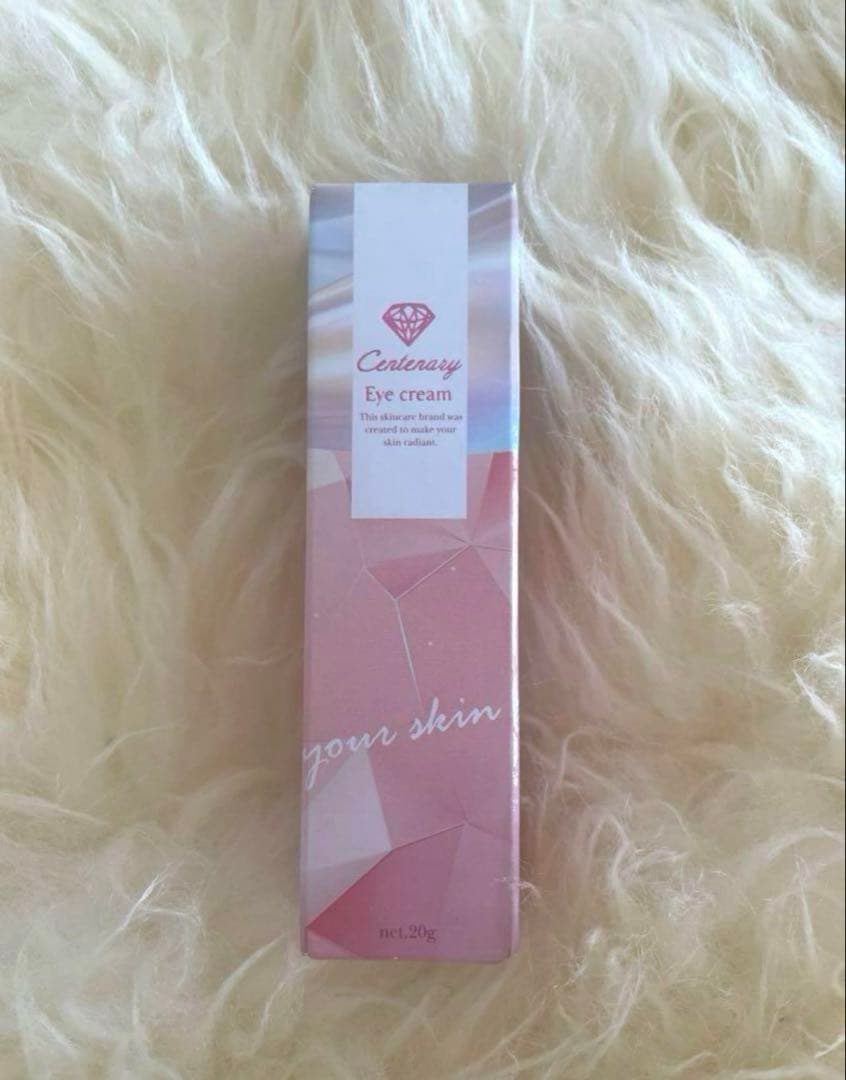 Centenary
Eye cream
This skincare brand was
created to make your
skin radiant.
your skin
net.20g